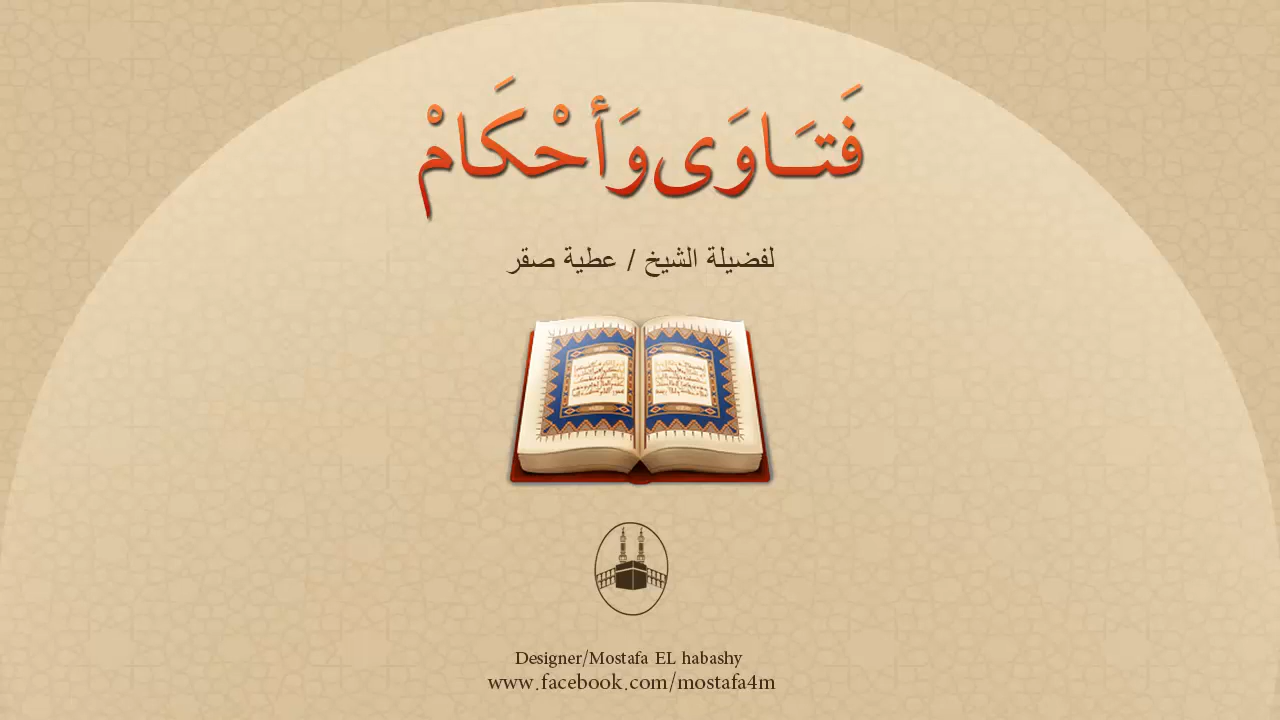 فَتَاوَى وَأَحْكَامْ
لفضيلة الشيخ / عطية صقر
Designer/Mostafa EL habashy
www.facebook.com/mostafa4m